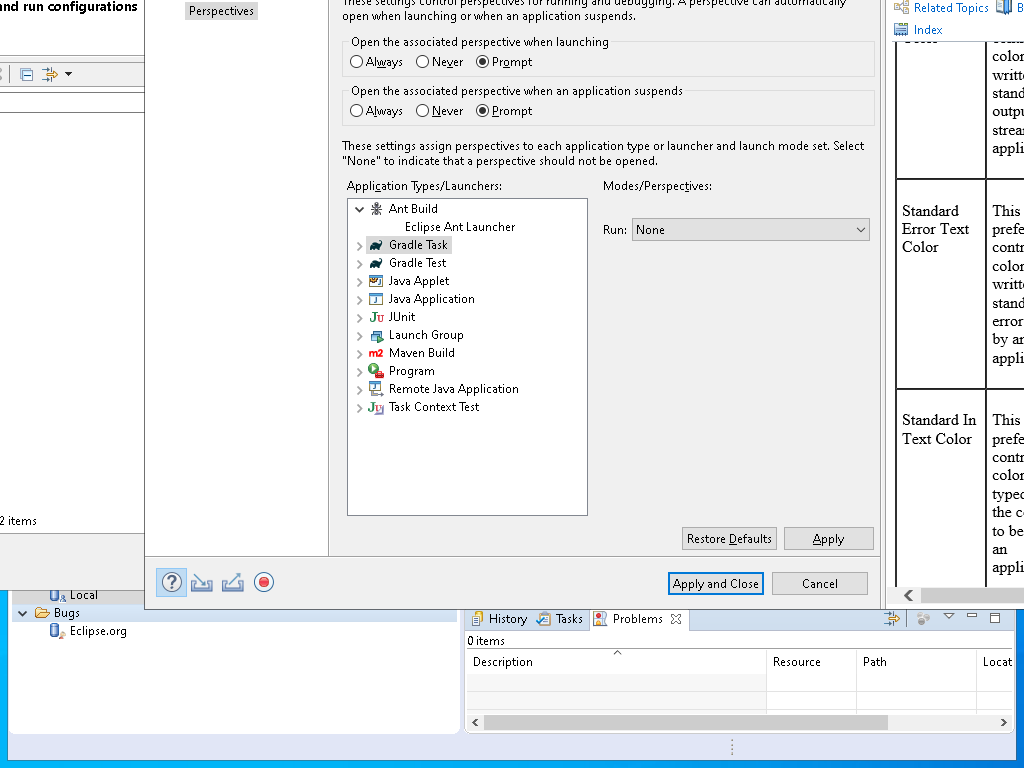 and run configurations
2 items
Perspectives
These settings control perspectives for running and debugging. A perspective can automatically
open when launching or when an application suspends.
Open the associated perspective when launching
Always Never Prompt
Open the associated perspective when an application suspends
Always Never Prompt
These settings assign perspectives to each application type or launcher and launch mode set. Select
"None" to indicate that a perspective should not be opened.
Application Types/Launchers:
Ant Build
Eclipse Ant Launcher
Gradle Task
Gradle Test
Java Applet
Java Application
JUnit
Launch Group
Maven Build
Program
Remote Java Application
Task Context Test
Modes/Perspectives:
Run: None
Restore Defaults Apply
Apply and Close Cancel
Related Topics B
Index
color
stand
outpu
strear
appli
Standard
Error Text
Color
This
prefe
contr
color
writte
stand
error
by ar
appli
Standard In
Text Color
This
prefe
contr
color
typed
the c
to be
an
appli
Local
Bugs
Eclipse.org
History Tasks Problems
0 items
Description Resource Path Locat